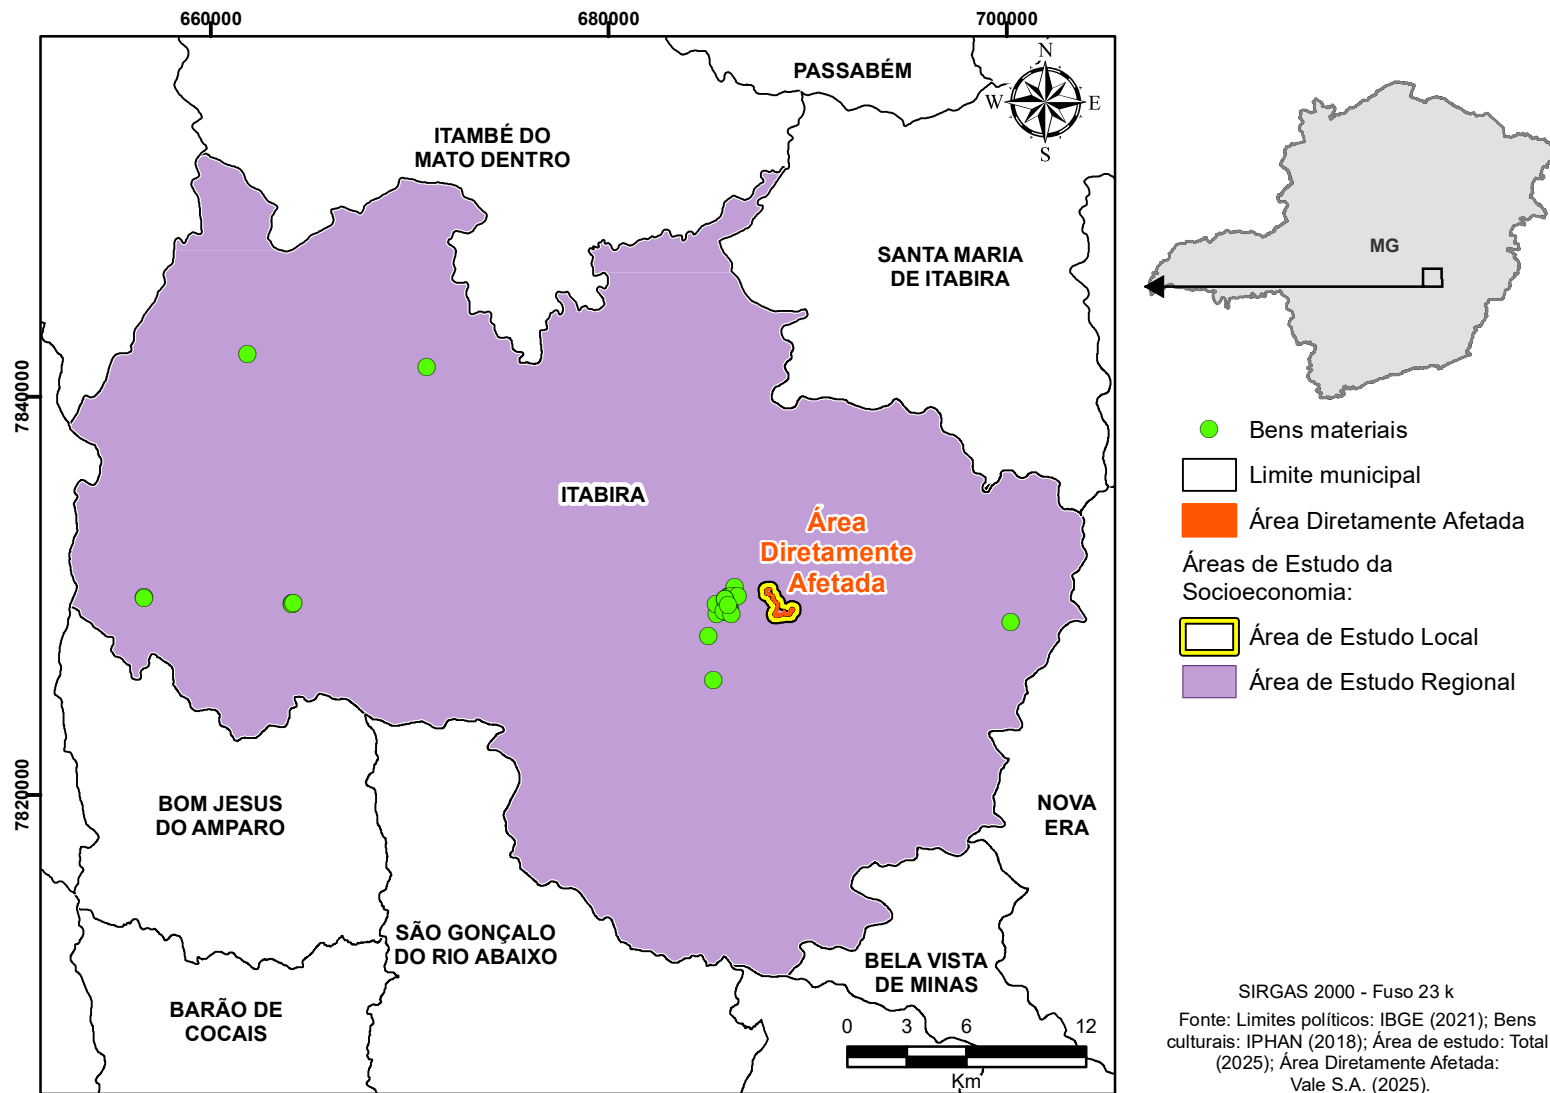 660000
680000
700000
PASSABÉM
N
W
E
S
ITAMBÉ DO
MATO DENTRO
SANTA MARIA
DE ITABIRA
MG
7840000
7820000
ITABIRA
Área
Diretamente
Afetada
BOM JESUS
DO AMPARO
NOVA
ERA
SÃO GONÇALO
DO RIO ABAIXO
BELA VISTA
DE MINAS
BARÃO DE
COCAIS
0 3 6 12
Km
Bens materiais
Limite municipal
Área Diretamente Afetada
Áreas de Estudo da
Socioeconomia:
Área de Estudo Local
Área de Estudo Regional
SIRGAS 2000 - Fuso 23 k
Fonte: Limites políticos: IBGE (2021); Bens
culturais: IPHAN (2018); Área de estudo: Total
(2025); Área Diretamente Afetada:
Vale S.A. (2025).